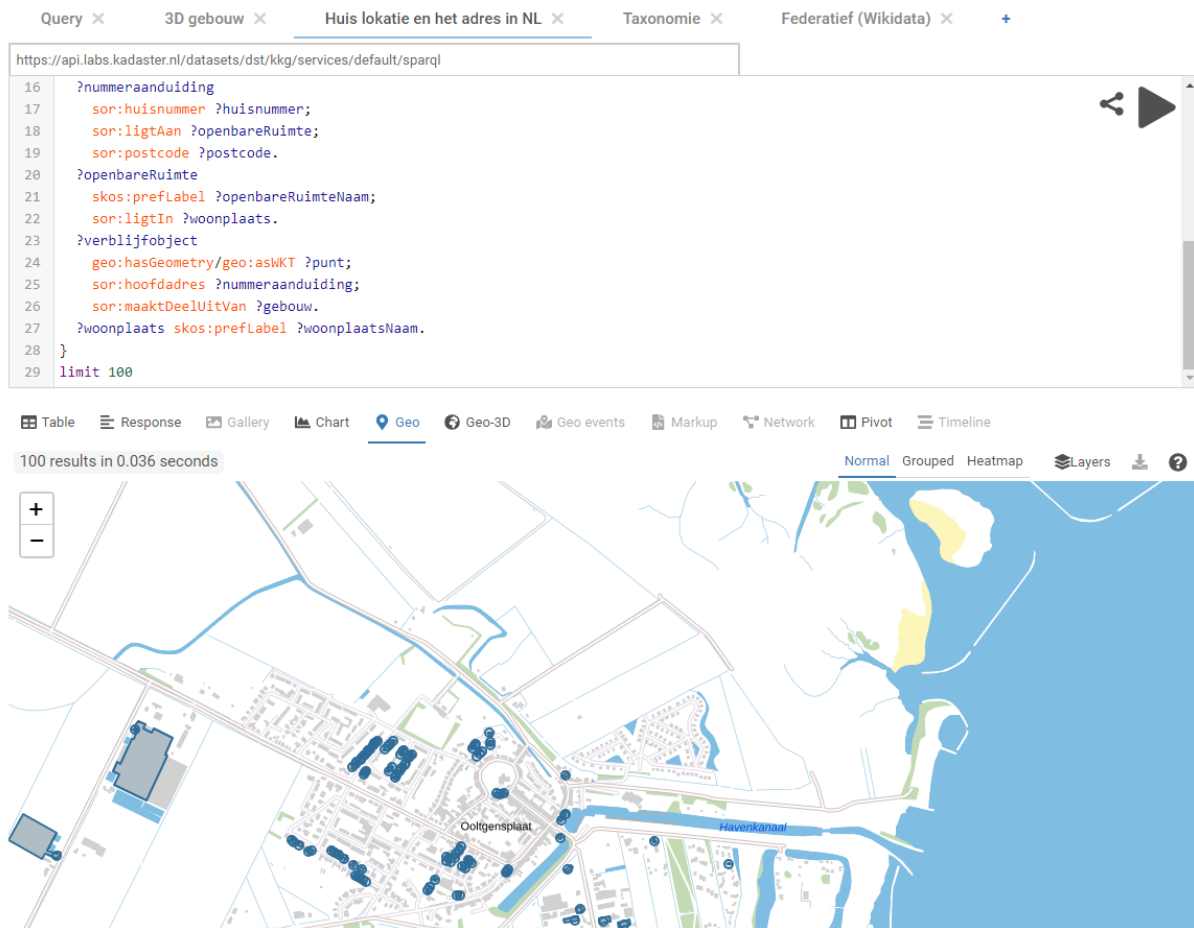 Query
3D gebouw
Huis lokatie en het adres in NL
Taxonomie
Federatief (Wikidata)
+
https://api.labs.kadaster.nl/datasets/dst/kkg/services/default/sparql
16 ?nummeraanduiding
17 sor:huisnummer ?huisnummer;
18 sor:ligtAan ?openbareRuimte;
19 sor:postcode ?postcode.
20 ?openbareRuimte
21 skos:prefLabel ?openbareRuimteNaam;
22 sor:ligtIn ?woonplaats.
23 ?verblijfobject
24 geo:hasGeometry/geo:asWKT ?punt;
25 sor:hoofdadres ?nummeraanduiding;
26 sor:maaktDeelUitVan ?gebouw.
27 ?woonplaats skos:prefLabel ?woonplaatsNaam.
28 }
29 limit 100
Table Response Gallery Chart Geo Geo-3D Geo events Markup Network Pivot Timeline
100 results in 0.036 seconds
Normal Grouped Heatmap Layers ?
+
−
Ooltgensplaat
Havenkanaal